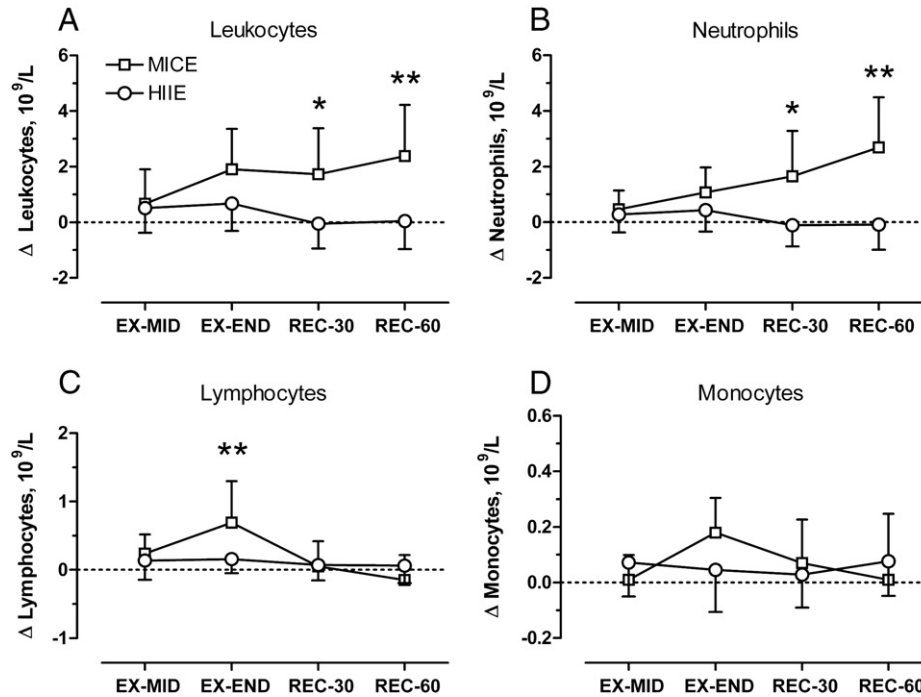 A
Leukocytes
MICE
HIIE
*
**
Δ Leukocytes, 10⁹/L
6
4
2
0
-2
EX-MID EX-END REC-30 REC-60
B
Neutrophils
*
**
Δ Neutrophils, 10⁹/L
6
4
2
0
-2
EX-MID EX-END REC-30 REC-60
C
Lymphocytes
**
Δ Lymphocytes, 10⁹/L
2
1
0
-1
EX-MID EX-END REC-30 REC-60
D
Monocytes
Δ Monocytes, 10⁹/L
0.6
0.4
0.2
0.0
-0.2
EX-MID EX-END REC-30 REC-60